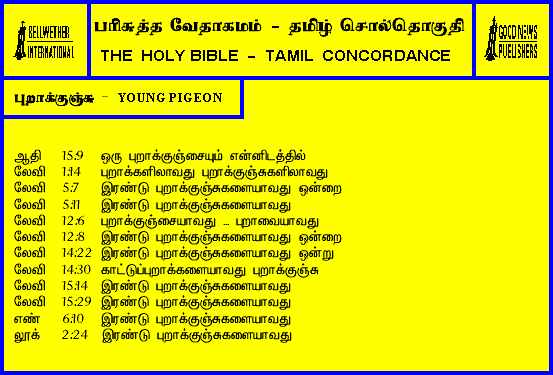 BELLWETHER
INTERNATIONAL
பரிசுத்த வேதாகமம் - தமிழ் சொல்தொகுதி
THE HOLY BIBLE - TAMIL CONCORDANCE
GOOD NEWS
PUBLISHERS
புறாக்குஞ்சு - YOUNG PIGEON
ஆதி 15:9 ஒரு புறாக்குஞ்சையும் என்னிடத்தில்
லேவி 1:14 புறாக்களிலாவது புறாக்குஞ்சுகளிலாவது
லேவி 5:7 இரண்டு புறாக்குஞ்சுகளையாவது ஒன்றை
லேவி 5:11 இரண்டு புறாக்குஞ்சுகளையாவது
லேவி 12:6 புறாக்குஞ்சையாவது ... புறாவையாவது
லேவி 12:8 இரண்டு புறாக்குஞ்சுகளையாவது ஒன்றை
லேவி 14:22 இரண்டு புறாக்குஞ்சுகளையாவது ஒன்று
லேவி 14:30 காட்டுப்புறாக்களையாவது புறாக்குஞ்சு
லேவி 15:14 இரண்டு புறாக்குஞ்சுகளையாவது
லேவி 15:29 இரண்டு புறாக்குஞ்சுகளையாவது
எண் 6:10 இரண்டு புறாக்குஞ்சுகளையாவது
லூக் 2:24 இரண்டு புறாக்குஞ்சுகளையாவது